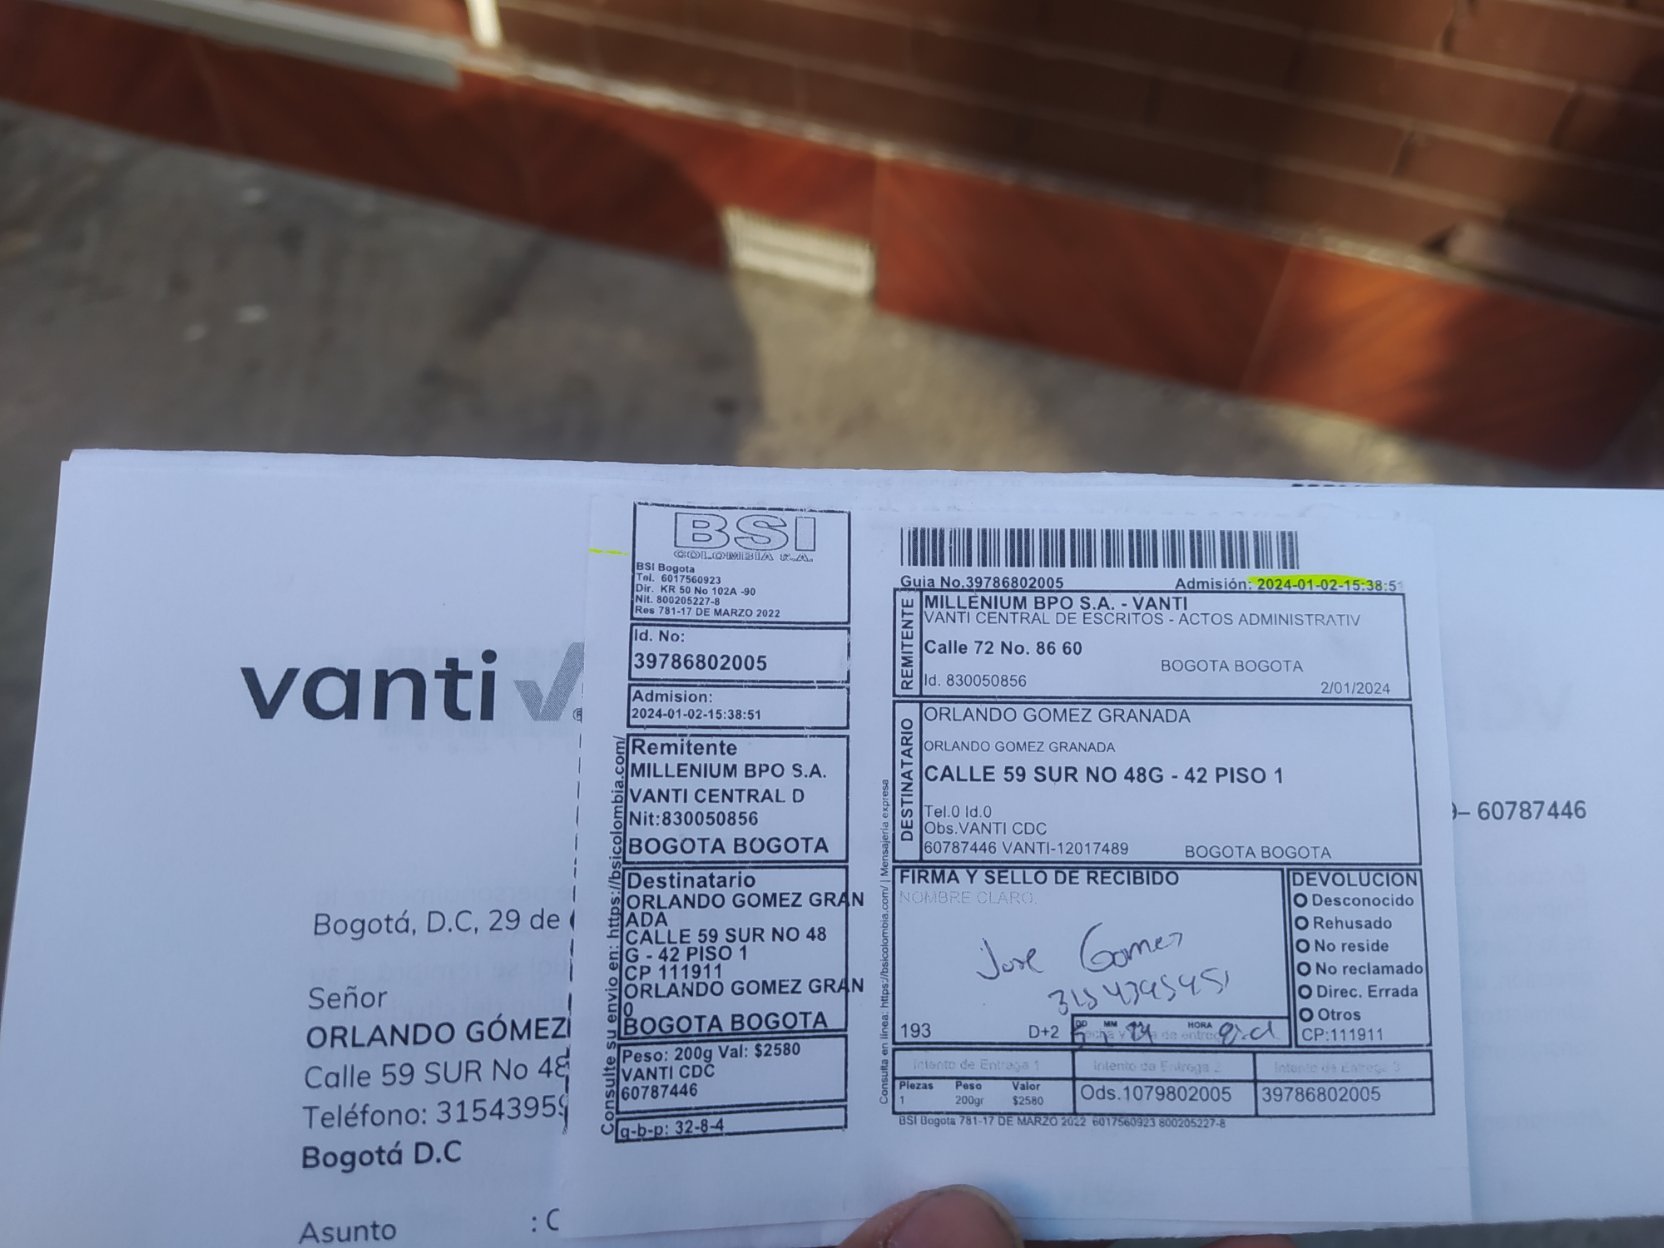 vanti
9– 60787446
Bogotá, D.C, 29 de
Señor
ORLANDO GÓMEZ
Calle 59 SUR No 48
Teléfono: 31543959
Bogotá D.C
Asunto : C
BSI
COLOMBIA S.A.
BSI Bogota
Tel. 6017560923
Dir. KR 50 No 102A -90
Nit. 800205227-8
Res 781-17 DE MARZO 2022
Id. No:
39786802005
Admision:
2024-01-02-15:38:51
Remitente
MILLENIUM BPO S.A.
VANTI CENTRAL D
Nit:830050856
BOGOTA BOGOTA
Destinatario
ORLANDO GOMEZ GRAN
ADA
CALLE 59 SUR NO 48
G - 42 PISO 1
CP 111911
ORLANDO GOMEZ GRAN
0
BOGOTA BOGOTA
Peso: 200g Val: $2580
VANTI CDC
60787446
q-b-p: 32-8-4
Consulte su envio en: https://bsicolombia.com/
Guia No.39786802005 Admisión: 2024-01-02-15:38:51
REMITENTE
MILLENIUM BPO S.A. - VANTI
VANTI CENTRAL DE ESCRITOS - ACTOS ADMINISTRATIV
Calle 72 No. 86 60
BOGOTA BOGOTA
Id. 830050856
2/01/2024
DESTINATARIO
ORLANDO GOMEZ GRANADA
ORLANDO GOMEZ GRANADA
CALLE 59 SUR NO 48G - 42 PISO 1
Tel.0 Id.0
Obs.VANTI CDC
60787446 VANTI-12017489 BOGOTA BOGOTA
Consulta en linea: https://bsicolombia.com/ | Mensajeria expresa
FIRMA Y SELLO DE RECIBIDO
NOMBRE CLARO,
Jose Gomez
193 D+2
DD MM HORA
DEVOLUCION
Desconocido
Rehusado
No reside
No reclamado
Direc. Errada
Otros
CP:111911
Intento de Entrega 1 Intento de Entrega 2 Intento de Entrega 3
Piezas Peso Valor
1 200gr $2580
Ods.1079802005
39786802005
BSI Bogota 781-17 DE MARZO 2022 6017560923 800205227-8